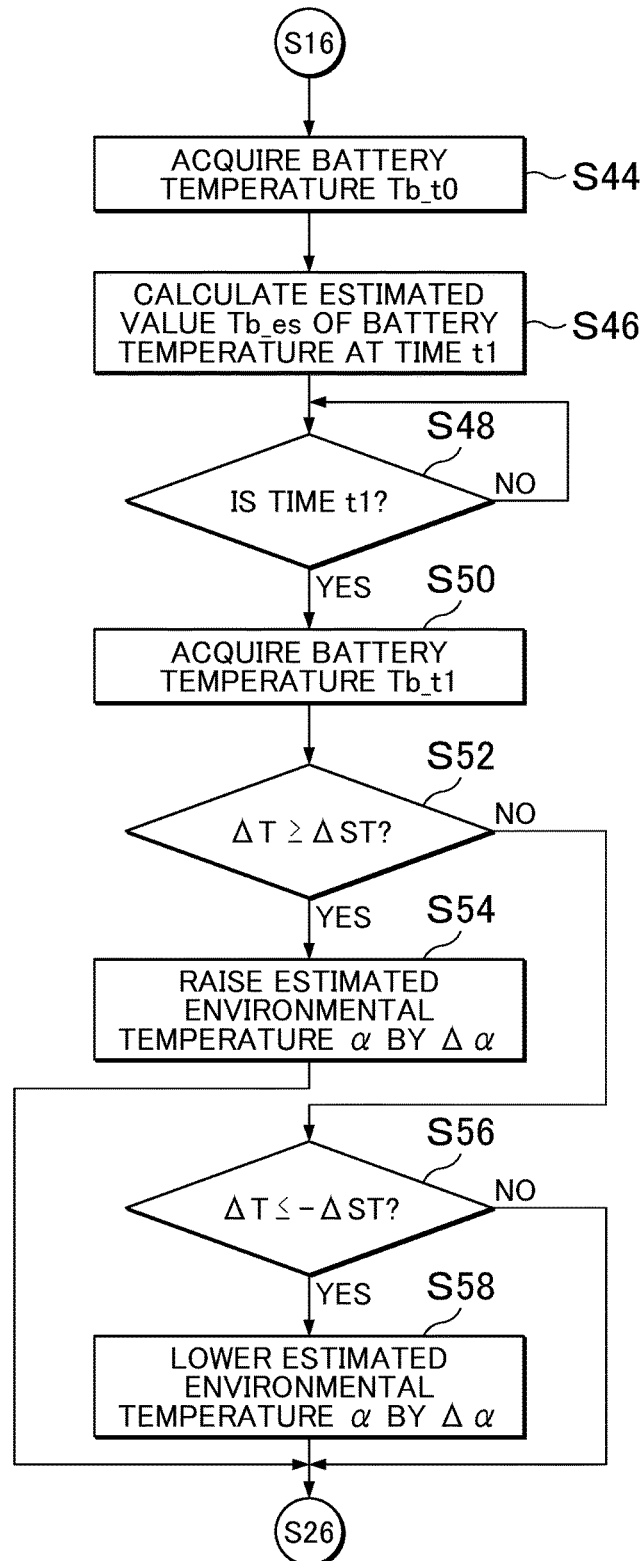 S16
ACQUIRE BATTERY
TEMPERATURE Tb_t0
S44
CALCULATE ESTIMATED
VALUE Tb_es OF BATTERY
TEMPERATURE AT TIME t1
S46
S48
IS TIME t1?
NO
YES
S50
ACQUIRE BATTERY
TEMPERATURE Tb_t1
S52
ΔT ≧ ΔST?
NO
YES
S54
RAISE ESTIMATED
ENVIRONMENTAL
TEMPERATURE α BY Δα
S56
ΔT ≦ -ΔST?
NO
YES
S58
LOWER ESTIMATED
ENVIRONMENTAL
TEMPERATURE α BY Δα
S26